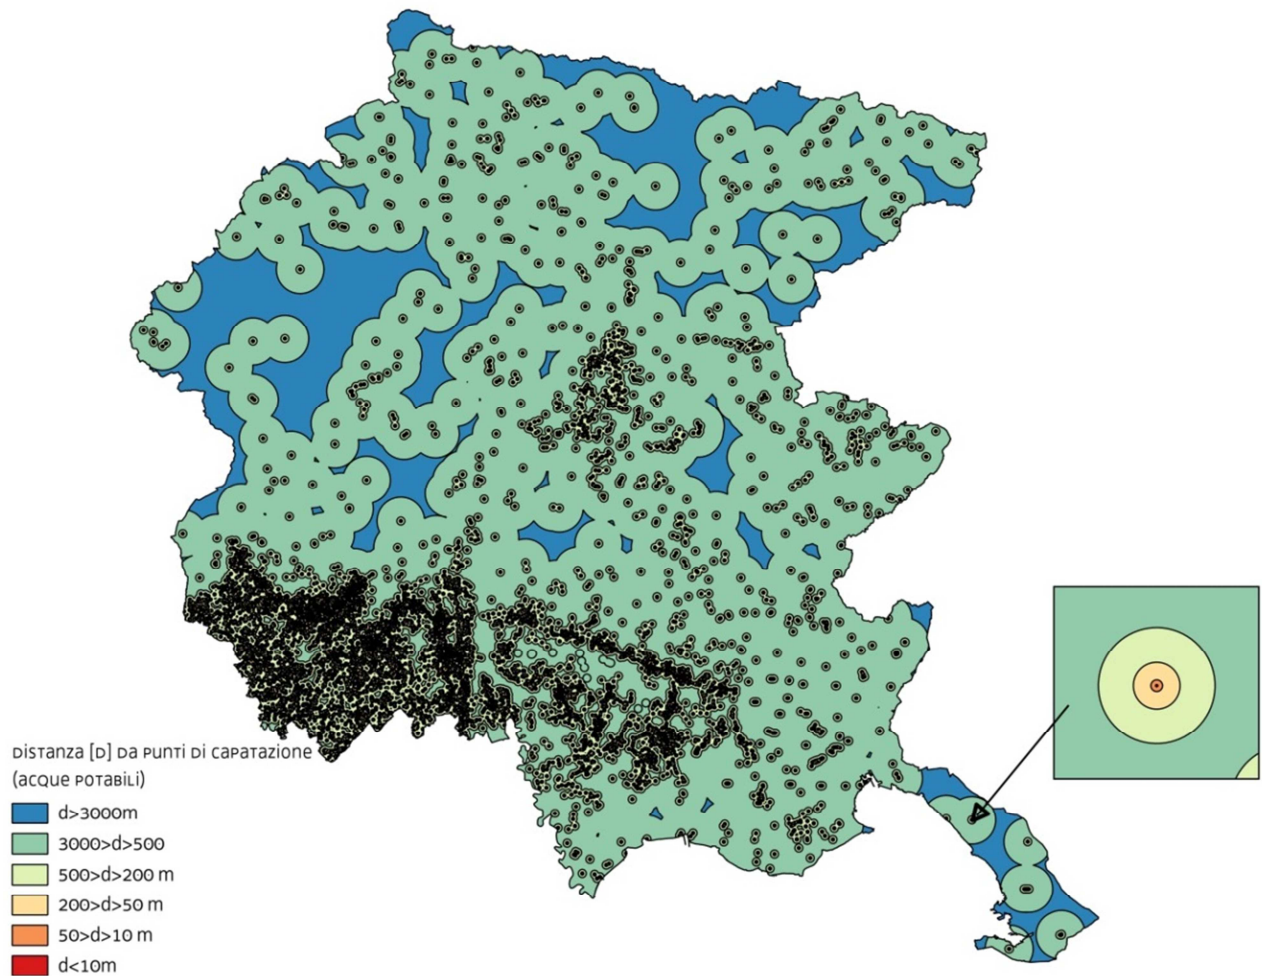 DISTANZA [D] DA PUNTI DI CAPATAZIONE
(ACQUE POTABILI)
d>3000m
3000>d>500
500>d>200 m
200>d>50 m
50>d>10 m
d<10m